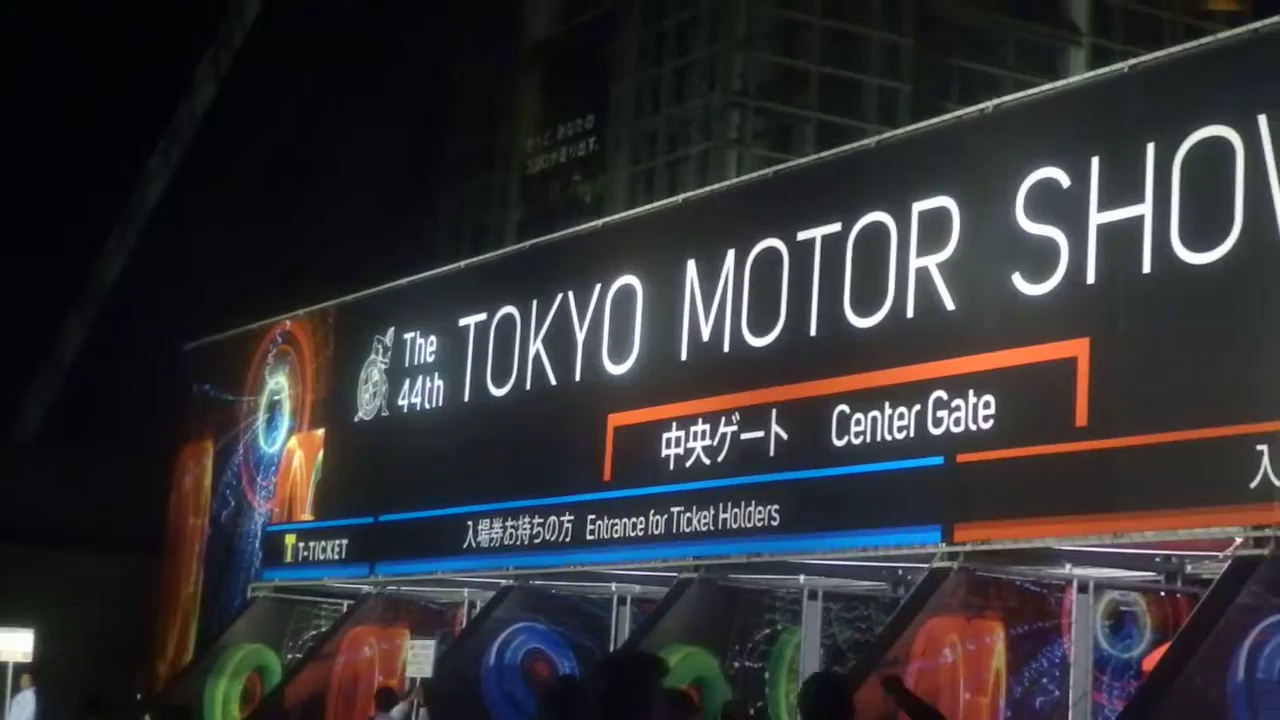 The
44th
TOKYO MOTOR SHOW
中央ゲート Center Gate
T-TICKET
入場券お持ちの方 Entrance for Ticket Holders
入